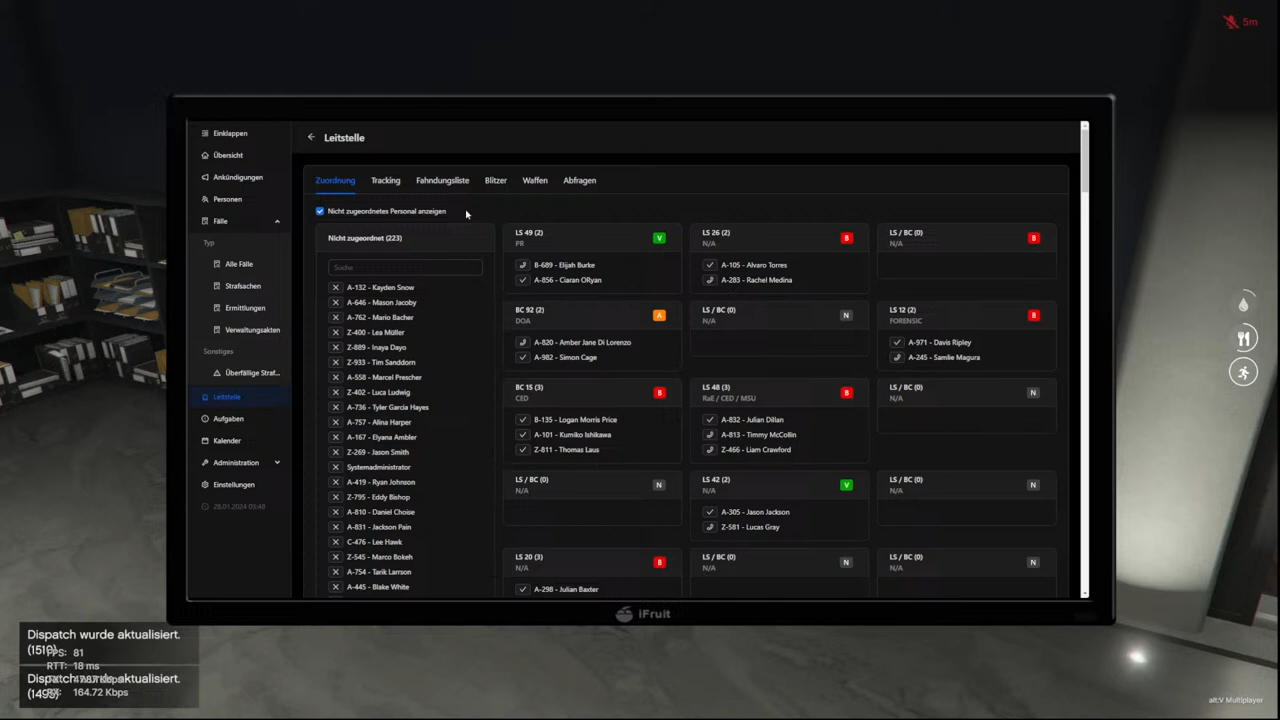 5m
Einklappen
Übersicht
Ankündigungen
Personen
Fälle
Typ
Alle Fälle
Strafsachen
Ermittlungen
Verwaltungsakten
Sonstiges
Überfällige Straf...
Leitstelle
Aufgaben
Kalender
Administration
Einstellungen
28.01.2024 03:48
Leitstelle
Zuordnung Tracking Fahndungsliste Blitzer Waffen Abfragen
Nicht zugeordnetes Personal anzeigen
Nicht zugeordnet (223)
Suche
A-132 - Kayden Snow
A-646 - Mason Jacoby
A-762 - Mario Bacher
Z-400 - Lea Müller
Z-889 - Inaya Dayo
Z-933 - Tim Sanddorn
A-558 - Marcel Prescher
Z-402 - Luca Ludwig
A-736 - Tyler Garcia Hayes
A-757 - Alina Harper
A-167 - Elyana Ambler
Z-269 - Jason Smith
Systemadministrator
A-419 - Ryan Johnson
Z-795 - Eddy Bishop
A-810 - Daniel Choise
A-831 - Jackson Pain
C-476 - Lee Hawk
Z-545 - Marco Bokeh
A-754 - Tarik Larrson
A-445 - Blake White
LS 49 (2) V
PR
B-689 - Elijah Burke
A-856 - Ciaran ORyan
BC 92 (2) A
DOA
A-820 - Amber Jane Di Lorenzo
A-982 - Simon Cage
BC 15 (3) B
CED
B-135 - Logan Morris Price
A-101 - Kumiko Ishikawa
Z-811 - Thomas Laus
LS / BC (0) N
N/A
LS 20 (3) B
N/A
A-298 - Julian Baxter
LS 26 (2) B
N/A
A-105 - Alvaro Torres
A-283 - Rachel Medina
LS / BC (0) N
N/A
LS 48 (3) B
RaE / CED / MSU
A-832 - Julian Dillan
A-813 - Timmy McCollin
Z-466 - Liam Crawford
LS 42 (2) V
N/A
A-305 - Jason Jackson
Z-581 - Lucas Gray
LS / BC (0) N
N/A
LS / BC (0) B
N/A
LS 12 (2) B
FORENSIC
A-971 - Davis Ripley
A-245 - Samlie Magura
LS / BC (0) N
N/A
LS / BC (0) N
N/A
LS / BC (0) N
N/A
iFruit
Dispatch wurde aktualisiert.
(1510)
FPS: 81
RTT: 18 ms
Dispatch wurde aktualisiert.
164.72 Kbps
alt:V Multiplayer